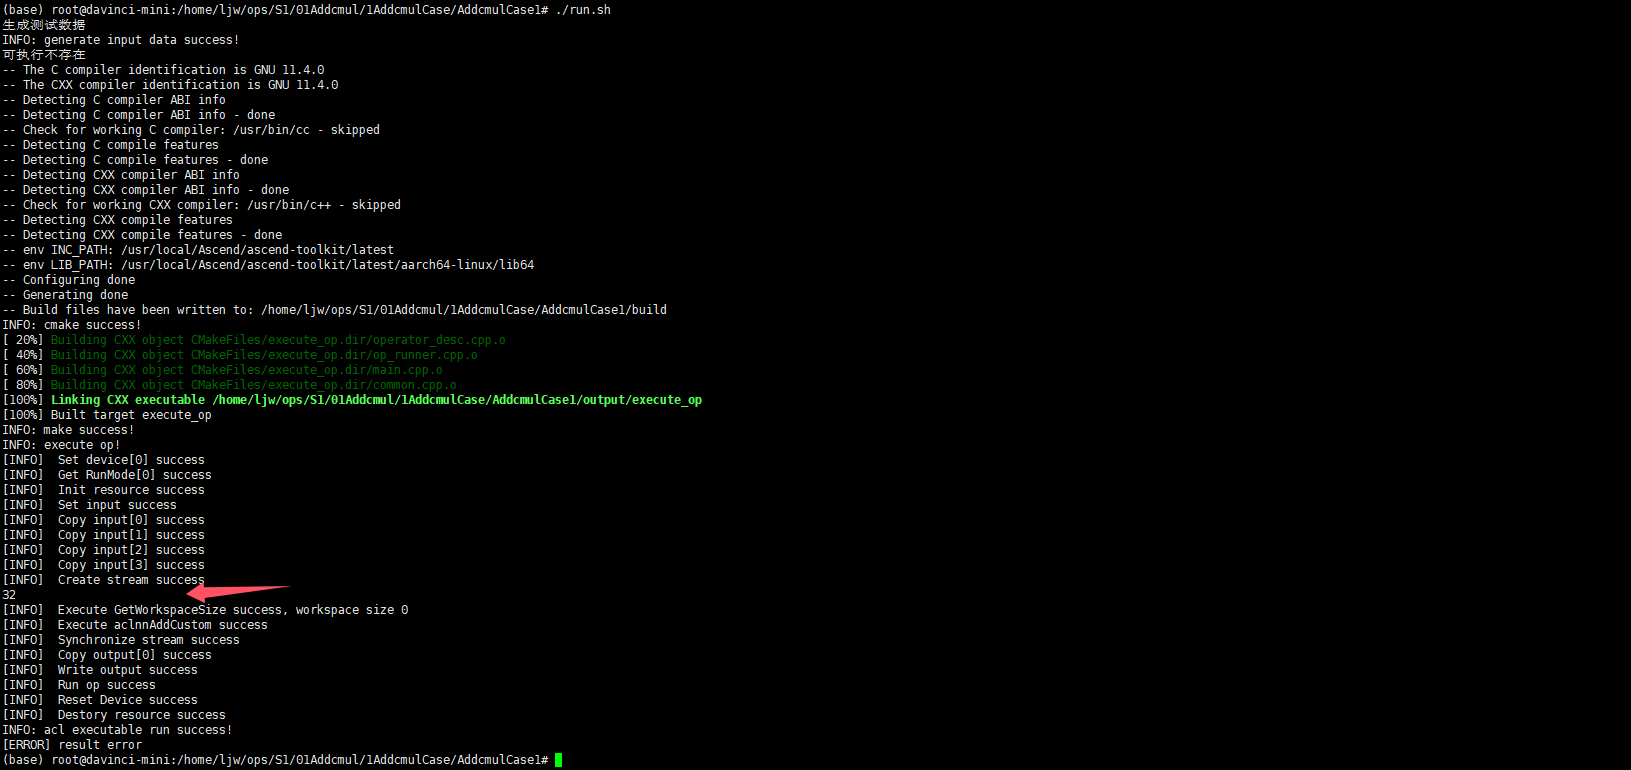 (base) root@davinci-mini:/home/ljw/ops/S1/01Addcmul/1AddcmulCase/AddcmulCase1# ./run.sh
生成测试数据
INFO: generate input data success!
可执行不存在
-- The C compiler identification is GNU 11.4.0
-- The CXX compiler identification is GNU 11.4.0
-- Detecting C compiler ABI info
-- Detecting C compiler ABI info - done
-- Check for working C compiler: /usr/bin/cc - skipped
-- Detecting C compile features
-- Detecting C compile features - done
-- Detecting CXX compiler ABI info
-- Detecting CXX compiler ABI info - done
-- Check for working CXX compiler: /usr/bin/c++ - skipped
-- Detecting CXX compile features
-- Detecting CXX compile features - done
-- env INC_PATH: /usr/local/Ascend/ascend-toolkit/latest
-- env LIB_PATH: /usr/local/Ascend/ascend-toolkit/latest/aarch64-linux/lib64
-- Configuring done
-- Generating done
-- Build files have been written to: /home/ljw/ops/S1/01Addcmul/1AddcmulCase/AddcmulCase1/build
INFO: cmake success!
[ 20%] Building CXX object CMakeFiles/execute_op.dir/operator_desc.cpp.o
[ 40%] Building CXX object CMakeFiles/execute_op.dir/op_runner.cpp.o
[ 60%] Building CXX object CMakeFiles/execute_op.dir/main.cpp.o
[ 80%] Building CXX object CMakeFiles/execute_op.dir/common.cpp.o
[100%] Linking CXX executable /home/ljw/ops/S1/01Addcmul/1AddcmulCase/AddcmulCase1/output/execute_op
[100%] Built target execute_op
INFO: make success!
INFO: execute op!
[INFO]  Set device[0] success
[INFO]  Get RunMode[0] success
[INFO]  Init resource success
[INFO]  Set input success
[INFO]  Copy input[0] success
[INFO]  Copy input[1] success
[INFO]  Copy input[2] success
[INFO]  Copy input[3] success
[INFO]  Create stream success
32
[INFO]  Execute GetWorkspaceSize success, workspace size 0
[INFO]  Execute aclnnAddCustom success
[INFO]  Synchronize stream success
[INFO]  Copy output[0] success
[INFO]  Write output success
[INFO]  Run op success
[INFO]  Reset Device success
[INFO]  Destory resource success
INFO: acl executable run success!
[ERROR] result error
(base) root@davinci-mini:/home/ljw/ops/S1/01Addcmul/1AddcmulCase/AddcmulCase1#